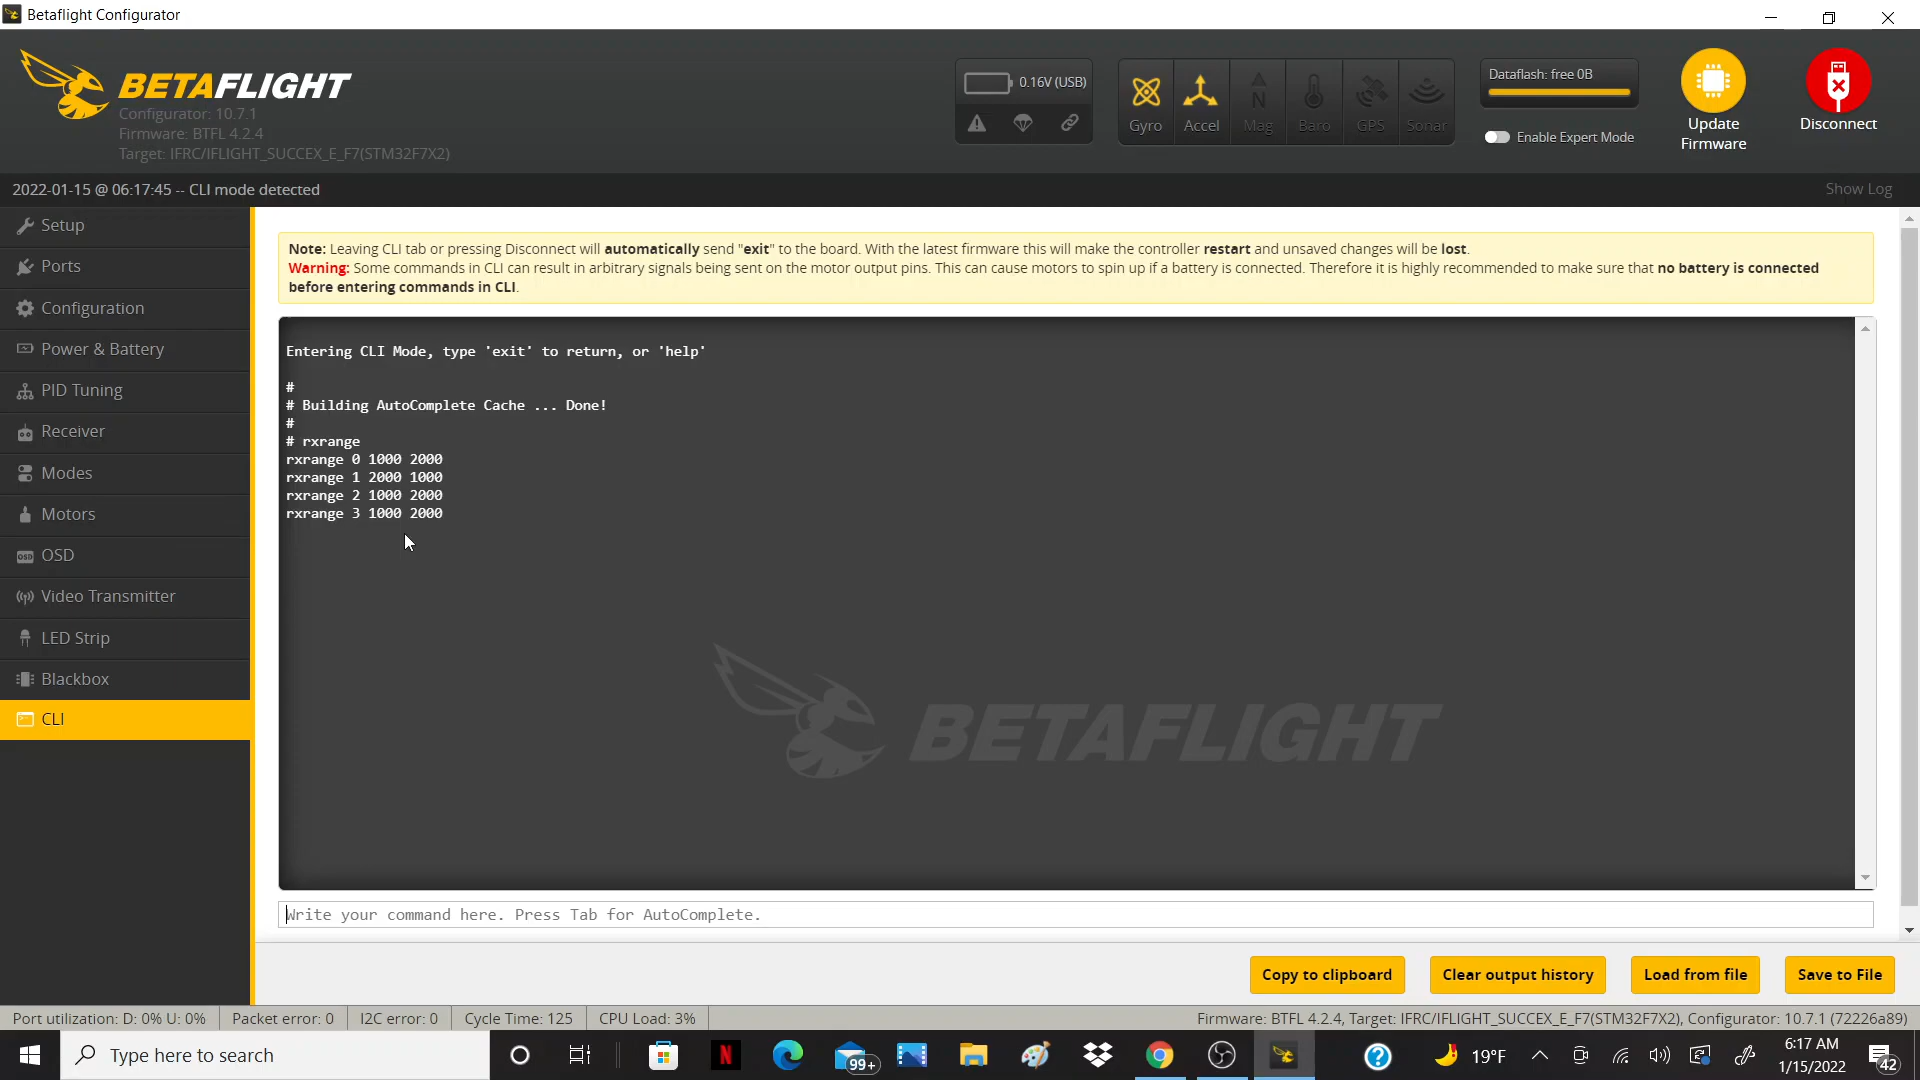 Betaflight Configurator
BETAFLIGHT
Configurator: 10.7.1
Firmware: BTFL 4.2.4
Target: IFRC/IFLIGHT_SUCCEX_E_F7(STM32F7X2)
0.16V (USB)
Gyro
Accel
Mag
Baro
GPS
Sonar
Dataflash: free 0B
Enable Expert Mode
Update
Firmware
Disconnect
2022-01-15 @ 06:17:45 -- CLI mode detected
Show Log
Setup
Ports
Configuration
Power & Battery
PID Tuning
Receiver
Modes
Motors
OSD
Video Transmitter
LED Strip
Blackbox
CLI
Note: Leaving CLI tab or pressing Disconnect will automatically send "exit" to the board. With the latest firmware this will make the controller restart and unsaved changes will be lost.
Warning: Some commands in CLI can result in arbitrary signals being sent on the motor output pins. This can cause motors to spin up if a battery is connected. Therefore it is highly recommended to make sure that no battery is connected
before entering commands in CLI.
Entering CLI Mode, type 'exit' to return, or 'help'
#
# Building AutoComplete Cache ... Done!
#
# rxrange
rxrange 0 1000 2000
rxrange 1 2000 1000
rxrange 2 1000 2000
rxrange 3 1000 2000
BETAFLIGHT
Write your command here. Press Tab for AutoComplete.
Copy to clipboard
Clear output history
Load from file
Save to File
Port utilization: D: 0% U: 0%
Packet error: 0
I2C error: 0
Cycle Time: 125
CPU Load: 3%
Firmware: BTFL 4.2.4, Target: IFRC/IFLIGHT_SUCCEX_E_F7(STM32F7X2), Configurator: 10.7.1 (72226a89)
Type here to search
99+
19°F
6:17 AM
1/15/2022
42